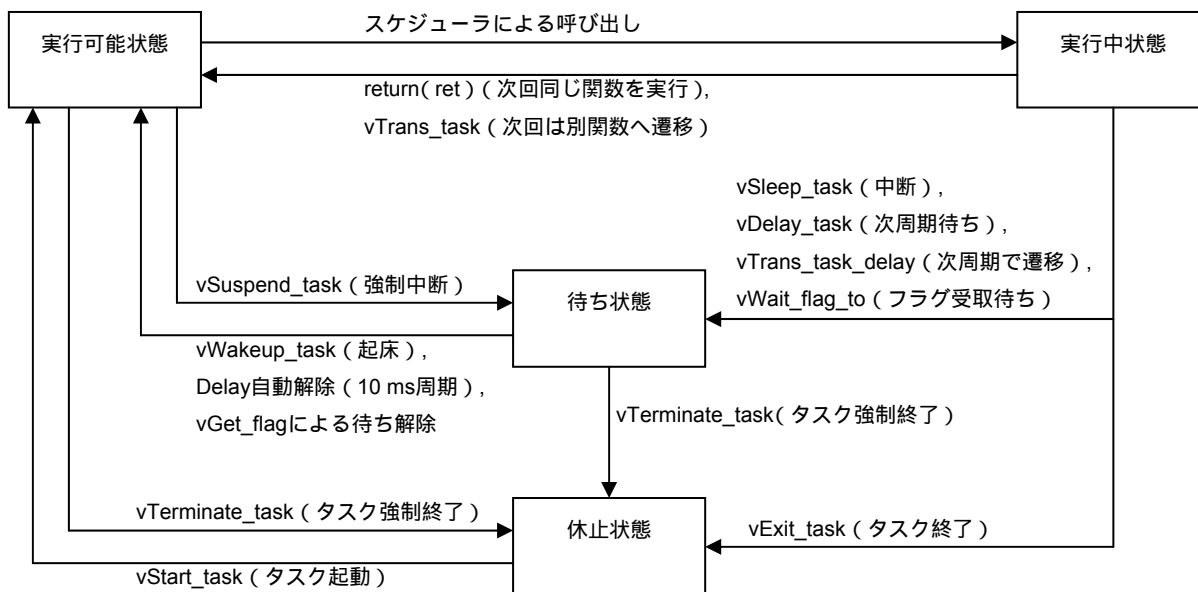 スケジューラによる呼び出し
実行可能状態
実行中状態
return( ret )(次回同じ関数を実行),
vTrans_task(次回は別関数へ遷移)
vSleep_task(中断),
vDelay_task(次周期待ち),
vTrans_task_delay(次周期で遷移),
vWait_flag_to(フラグ受取待ち)
vSuspend_task(強制中断)
待ち状態
vWakeup_task(起床),
Delay自動解除(10 ms周期),
vGet_flagによる待ち解除
vTerminate_task(タスク強制終了)
vTerminate_task(タスク強制終了)
休止状態
vExit_task(タスク終了)
vStart_task(タスク起動)